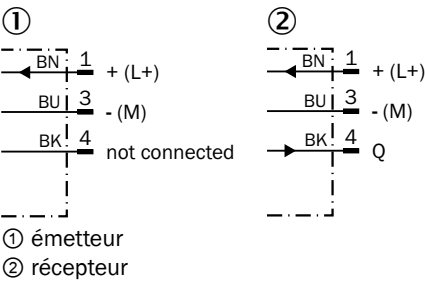 ① ②
BN 1 + (L+) BN 1 + (L+)
BU 3 - (M) BU 3 - (M)
BK 4 not connected BK 4 Q
① émetteur
② récepteur